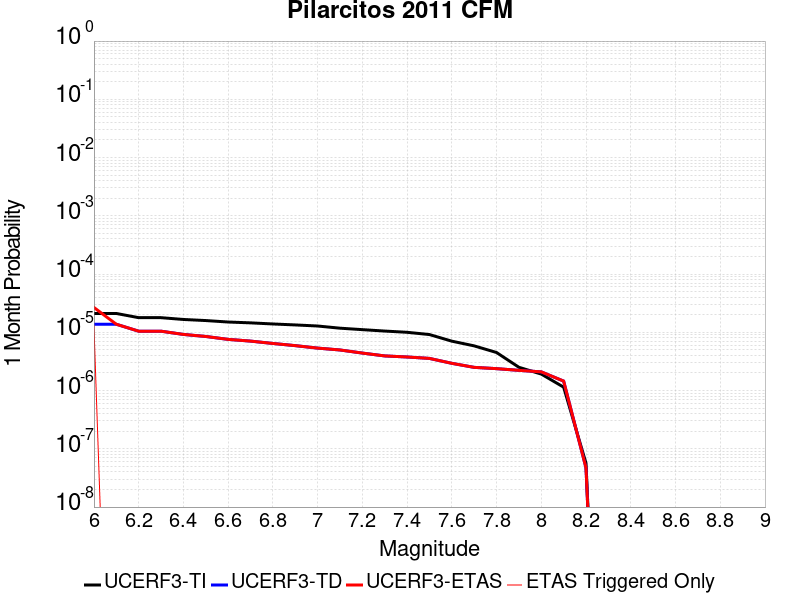 Pilarcitos 2011 CFM
10^0
10^-1
10^-2
10^-3
10^-4
10^-5
10^-6
10^-7
10^-8
1 Month Probability
6 6.2 6.4 6.6 6.8 7 7.2 7.4 7.6 7.8 8 8.2 8.4 8.6 8.8 9
Magnitude
UCERF3-TI UCERF3-TD UCERF3-ETAS ETAS Triggered Only